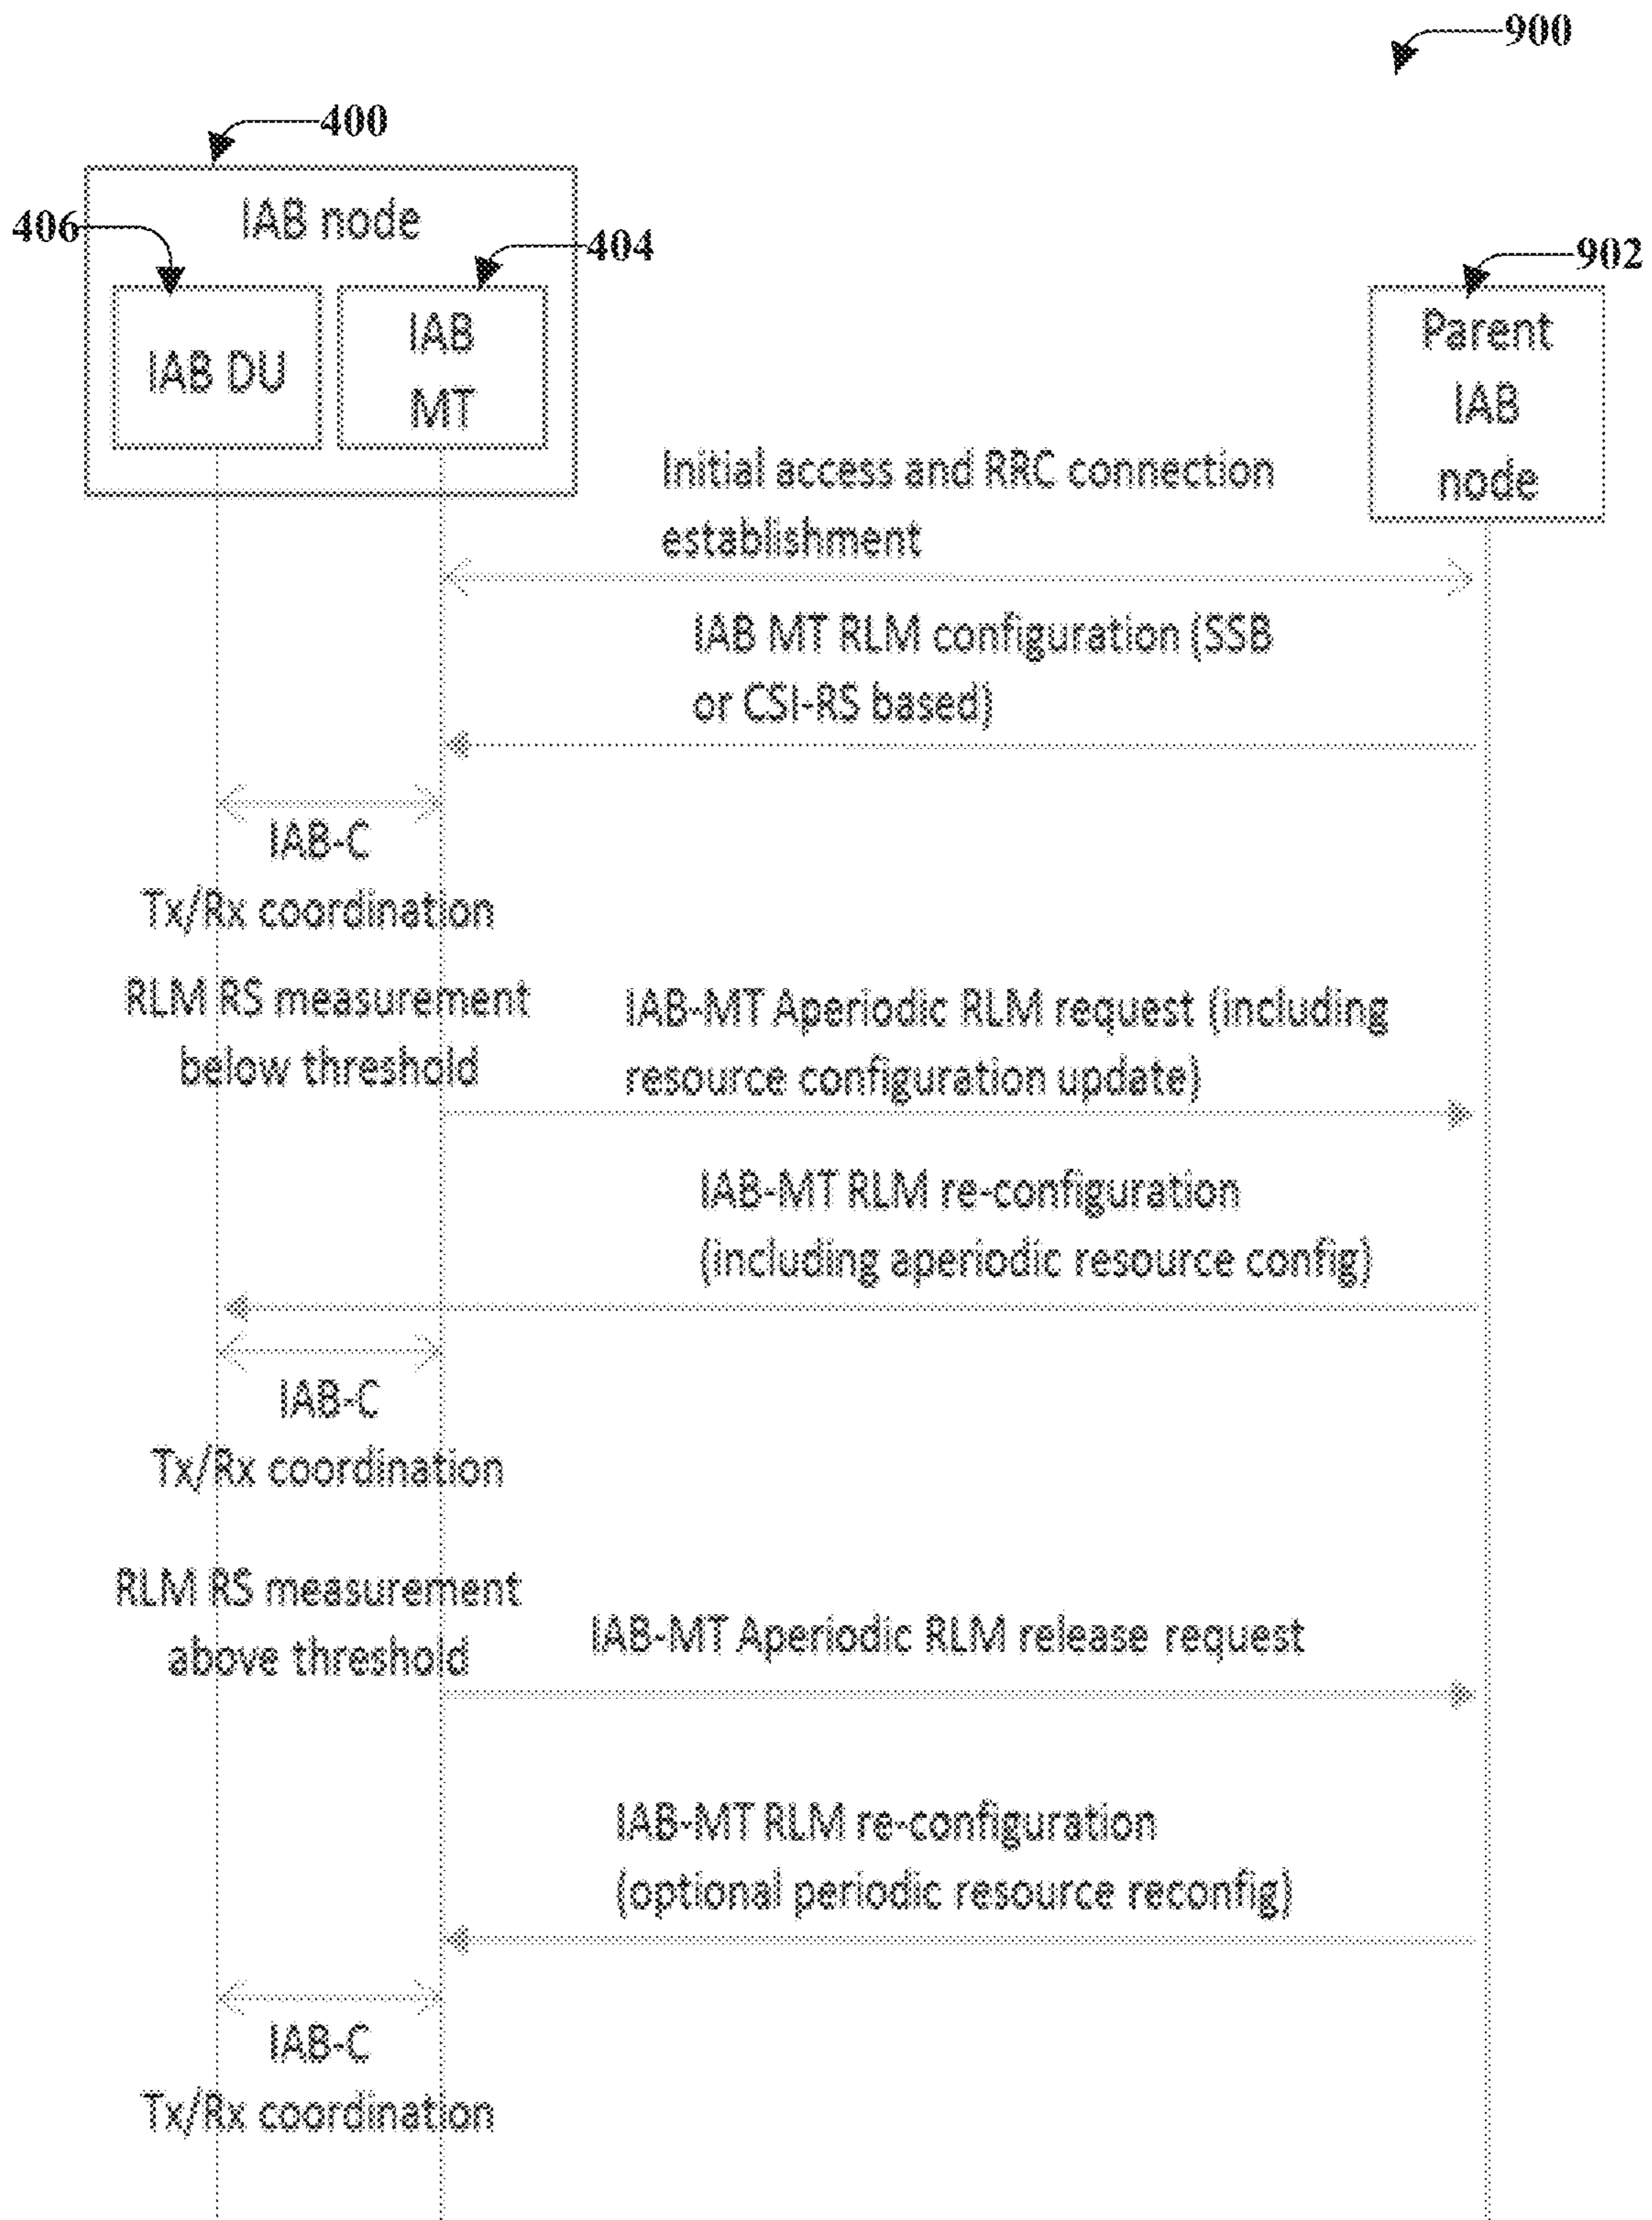 900
400
IAB node
406
404
902
IAB DU
IAB
MT
Parent
IAB
node
Initial access and RRC connection
establishment
IAB MT RLM configuration (SSB
or CSI-RS based)
IAB-C
Tx/Rx coordination
RLM RS measurement
below threshold
IAB-MT Aperiodic RLM request (including
resource configuration update)
IAB-MT RLM re-configuration
(including aperiodic resource config)
IAB-C
Tx/Rx coordination
RLM RS measurement
above threshold
IAB-MT Aperiodic RLM release request
IAB-MT RLM re-configuration
(optional periodic resource reconfig)
IAB-C
Tx/Rx coordination